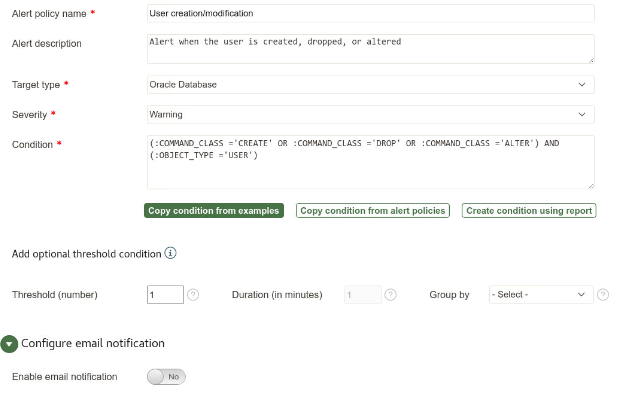 Alert policy name * User creation/modification
Alert description Alert when the user is created, dropped, or altered
Target type * Oracle Database
Severity * Warning
Condition * (:COMMAND_CLASS ='CREATE' OR :COMMAND_CLASS ='DROP' OR :COMMAND_CLASS ='ALTER') AND
(:OBJECT_TYPE ='USER')
Copy condition from examples Copy condition from alert policies Create condition using report
Add optional threshold condition i
Threshold (number) 1 ? Duration (in minutes) 1 ? Group by - Select - ?
Configure email notification
Enable email notification No